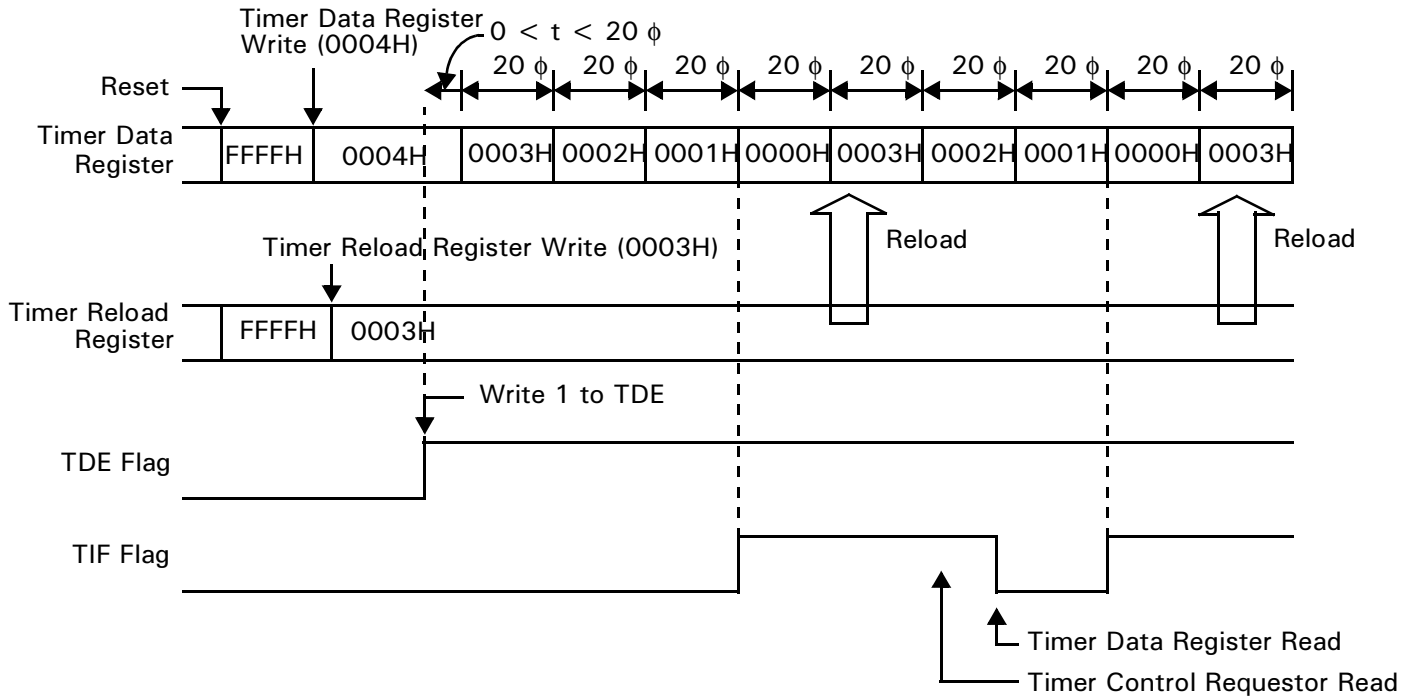 Timer Data Register
Write (0004H)
0 < t < 20 ϕ
20 ϕ 20 ϕ 20 ϕ 20 ϕ 20 ϕ 20 ϕ 20 ϕ 20 ϕ 20 ϕ
Reset
Timer Data
Register
FFFFH 0004H 0003H 0002H 0001H 0000H 0003H 0002H 0001H 0000H 0003H
Reload Reload
Timer Reload Register Write (0003H)
Timer Reload
Register
FFFFH 0003H
Write 1 to TDE
TDE Flag
TIF Flag
Timer Data Register Read
Timer Control Requestor Read